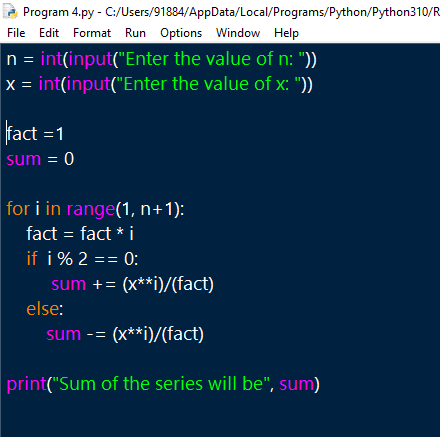 Program 4.py - C:/Users/91884/AppData/Local/Programs/Python/Python310/R
File Edit Format Run Options Window Help
n = int(input("Enter the value of n: "))
x = int(input("Enter the value of x: "))
fact =1
sum = 0
for i in range(1, n+1):
    fact = fact * i
    if  i % 2 == 0:
        sum += (x**i)/(fact)
    else:
        sum -= (x**i)/(fact)
print("Sum of the series will be", sum)